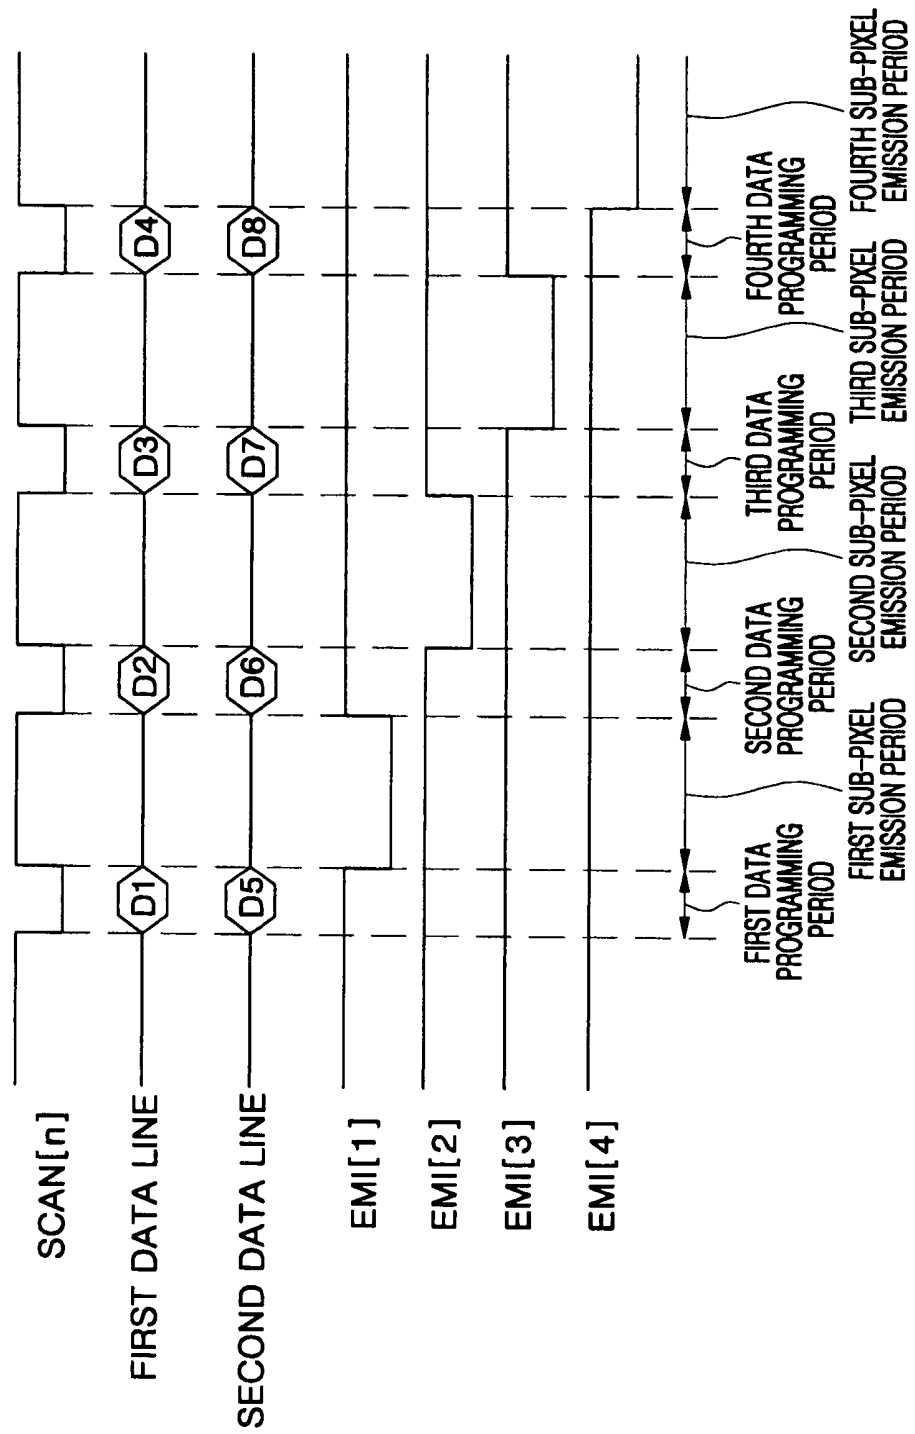 SCAN[n]
FIRST DATA LINE
D1
D2
D3
D4
SECOND DATA LINE
D5
D6
D7
D8
EMI[1]
EMI[2]
EMI[3]
EMI[4]
FIRST DATA
PROGRAMMING
PERIOD
SECOND DATA
PROGRAMMING
PERIOD
THIRD DATA
PROGRAMMING
PERIOD
FOURTH DATA
PROGRAMMING
PERIOD
FIRST SUB-PIXEL
EMISSION PERIOD
SECOND SUB-PIXEL
EMISSION PERIOD
THIRD SUB-PIXEL
EMISSION PERIOD
FOURTH SUB-PIXEL
EMISSION PERIOD